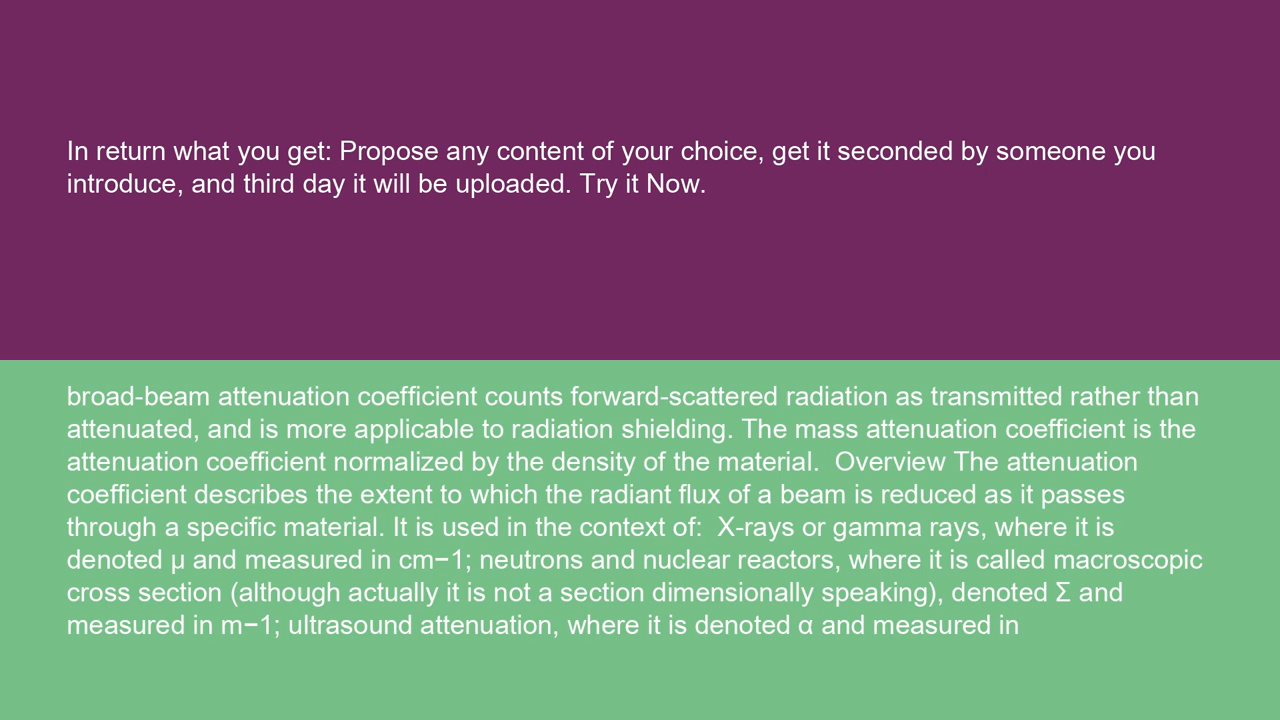 In return what you get: Propose any content of your choice, get it seconded by someone you
introduce, and third day it will be uploaded. Try it Now.
broad-beam attenuation coefficient counts forward-scattered radiation as transmitted rather than
attenuated, and is more applicable to radiation shielding. The mass attenuation coefficient is the
attenuation coefficient normalized by the density of the material.  Overview The attenuation
coefficient describes the extent to which the radiant flux of a beam is reduced as it passes
through a specific material. It is used in the context of:  X-rays or gamma rays, where it is
denoted μ and measured in cm−1; neutrons and nuclear reactors, where it is called macroscopic
cross section (although actually it is not a section dimensionally speaking), denoted Σ and
measured in m−1; ultrasound attenuation, where it is denoted α and measured in